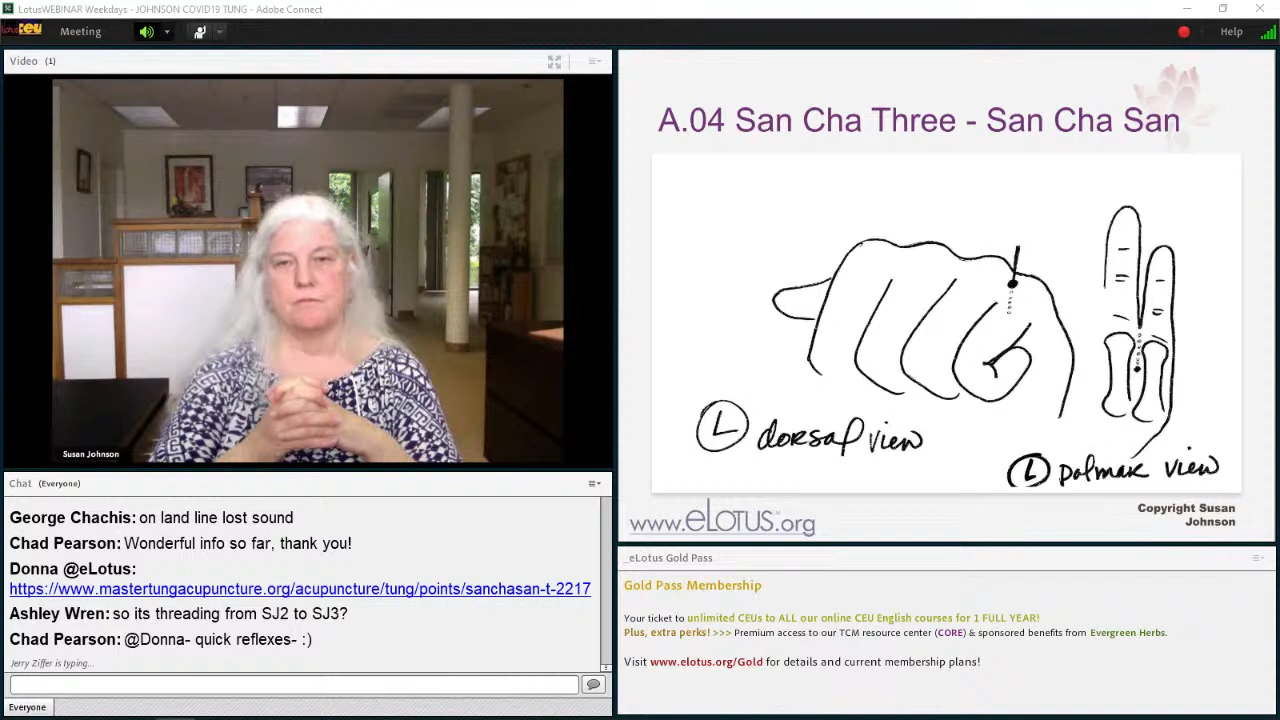 LotusWEBINAR Weekdays - JOHNSON COVID19 TUNG - Adobe Connect
Meeting
Help
Video (1)
Susan Johnson
A.04 San Cha Three - San Cha San
L dorsal view
L palmar view
www.eLOTUS.org
Copyright Susan
Johnson
Chat (Everyone)
George Chachis: on land line lost sound
Chad Pearson: Wonderful info so far, thank you!
Donna @eLotus:
https://www.mastertungacupuncture.org/acupuncture/tung/points/sanchasan-t-2217
Ashley Wren: so its threading from SJ2 to SJ3?
Chad Pearson: @Donna- quick reflexes- :)
Jerry Ziffer is typing...
Everyone
_eLotus Gold Pass
Gold Pass Membership
Your ticket to unlimited CEUs to ALL our online CEU English courses for 1 FULL YEAR!
Plus, extra perks! >>> Premium access to our TCM resource center (CORE) & sponsored benefits from Evergreen Herbs.
Visit www.elotus.org/Gold for details and current membership plans!